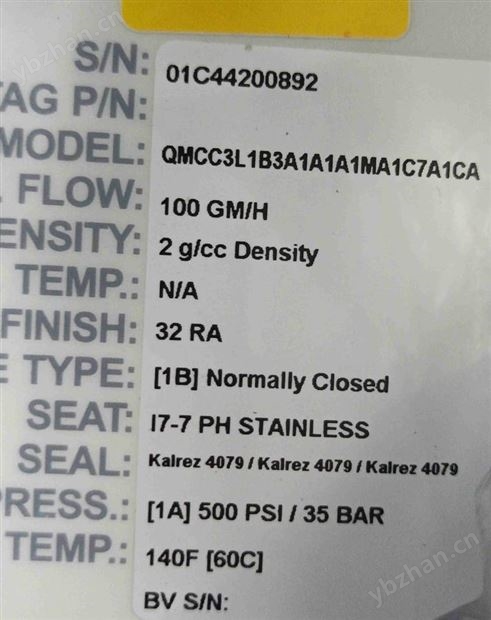 S/N: 01C44200892
TAG P/N:
MODEL: QMCC3L1B3A1A1A1MA1C7A1CA
FLOW: 100 GM/H
ENSITY: 2 g/cc Density
TEMP.: N/A
FINISH: 32 RA
E TYPE: [1B] Normally Closed
SEAT: I7-7 PH STAINLESS
SEAL: Kalrez 4079 / Kalrez 4079 / Kalrez 4079
PRESS.: [1A] 500 PSI / 35 BAR
TEMP.: 140F [60C]
BV S/N:
ybzhan.cn